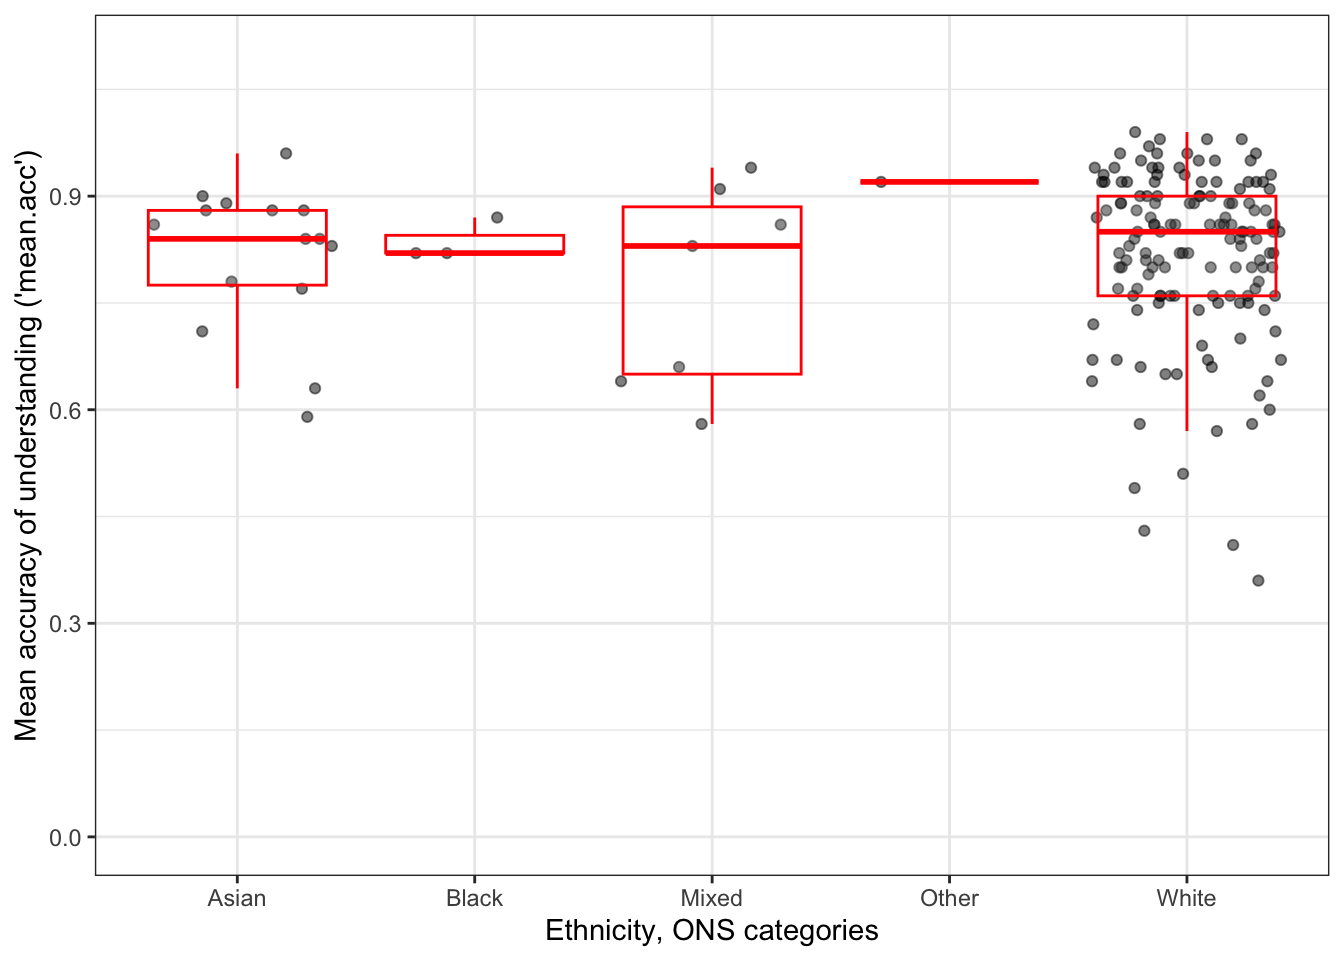 Mean accuracy of understanding ('mean.acc')
0.9
0.6
0.3
0.0
Asian Black Mixed Other White
Ethnicity, ONS categories